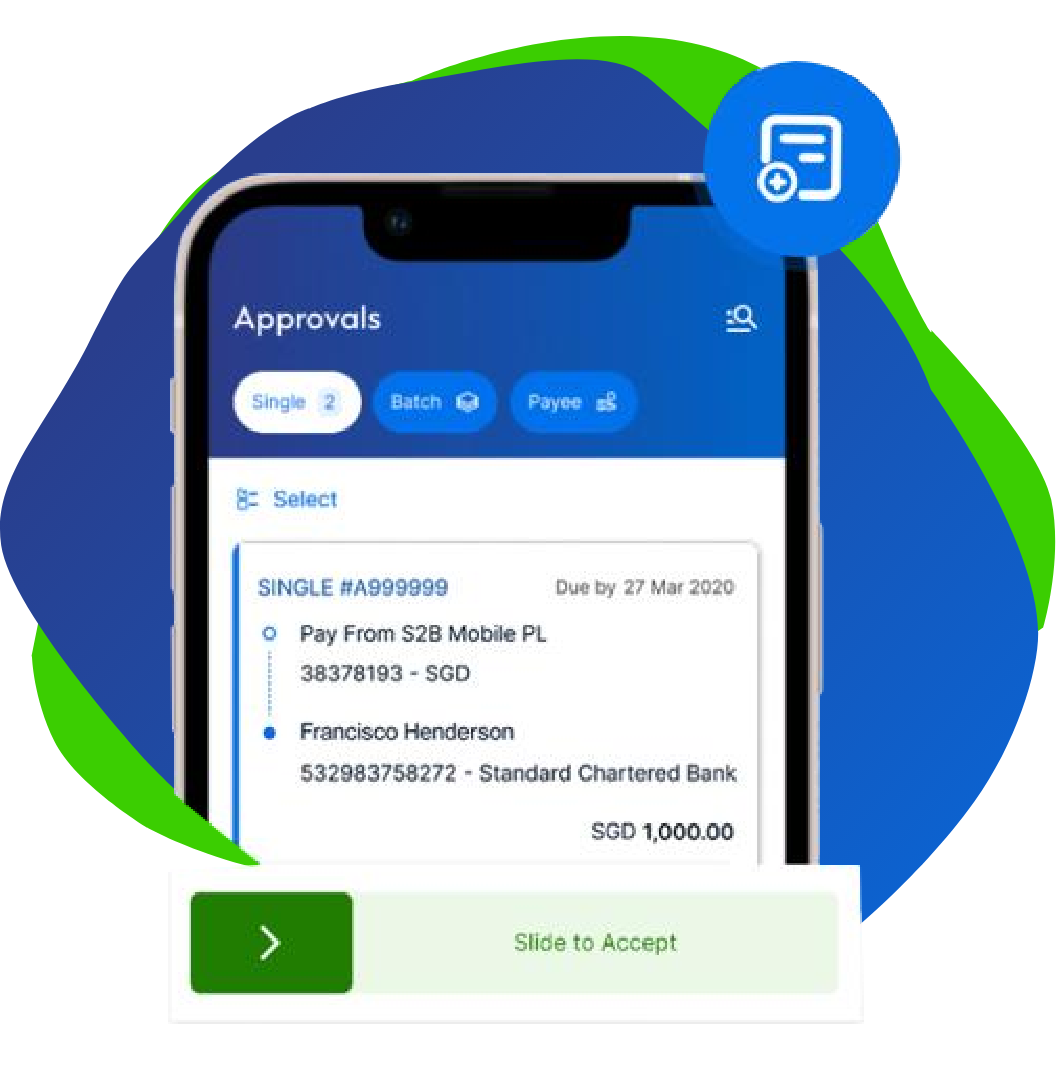 Approvals
Single 2 Batch Payee
Select
SINGLE #A999999 Due by 27 Mar 2020
Pay From S2B Mobile PL
38378193 - SGD
Francisco Henderson
532983758272 - Standard Chartered Bank
SGD 1,000.00
Slide to Accept